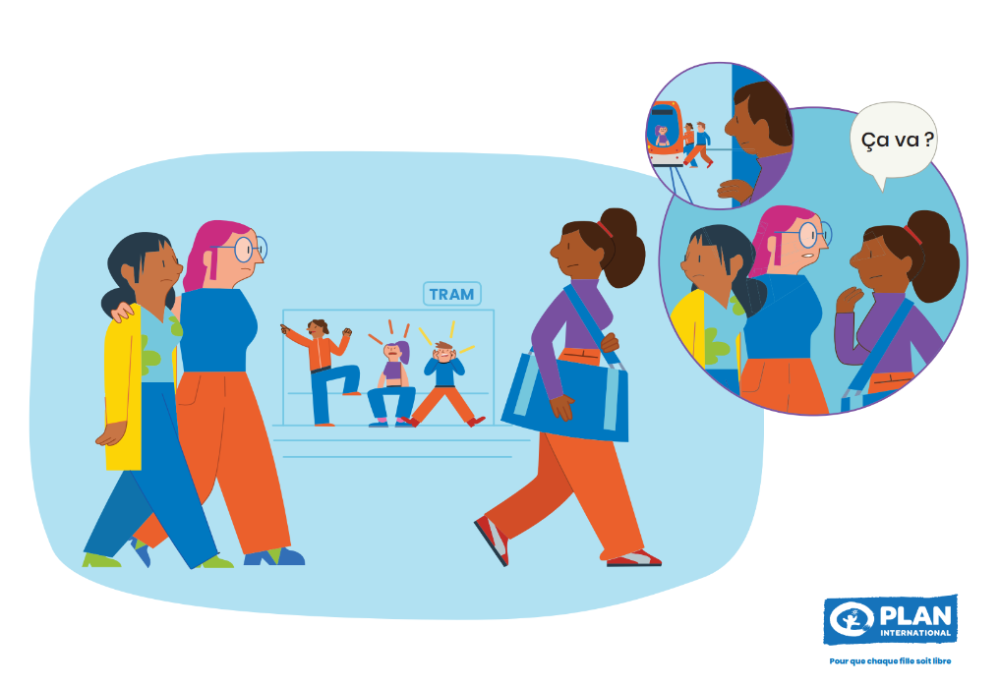 Ça va ?
TRAM
PLAN
INTERNATIONAL
Pour que chaque fille soit libre